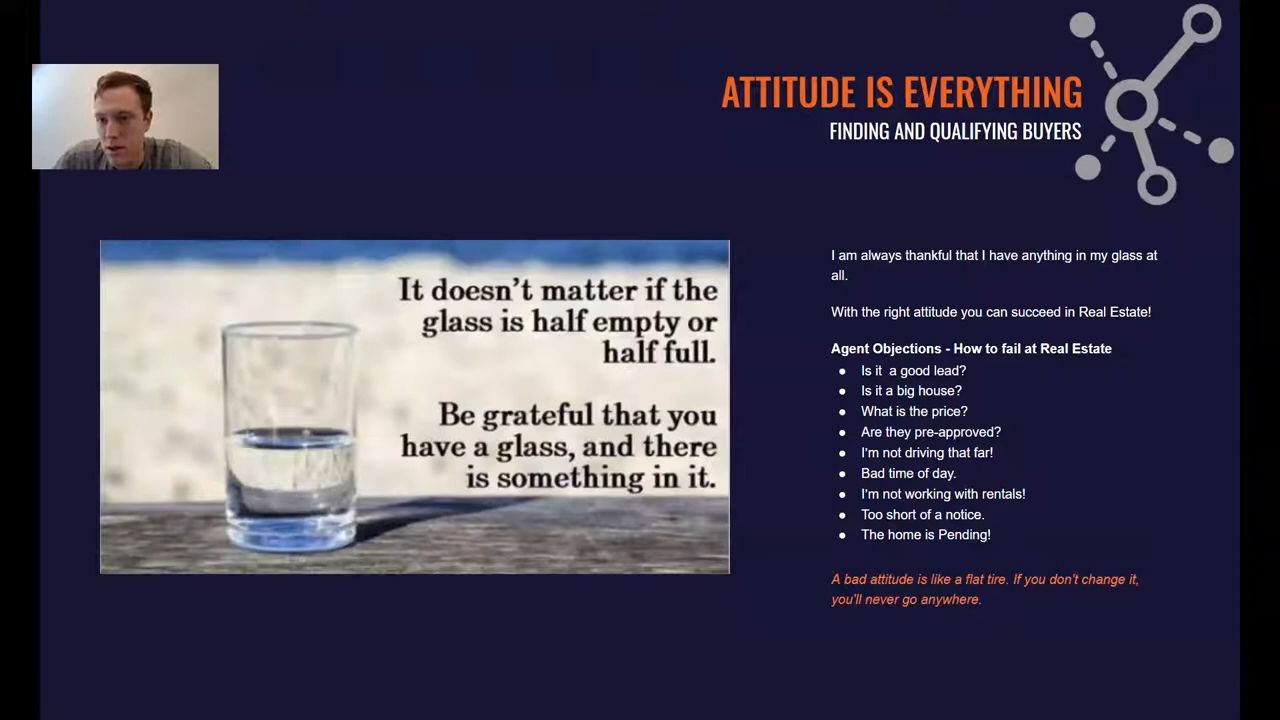 ATTITUDE IS EVERYTHING
FINDING AND QUALIFYING BUYERS
It doesn't matter if the
glass is half empty or
half full.
Be grateful that you
have a glass, and there
is something in it.
I am always thankful that I have anything in my glass at
all.
With the right attitude you can succeed in Real Estate!
Agent Objections - How to fail at Real Estate
● Is it a good lead?
● Is it a big house?
● What is the price?
● Are they pre-approved?
● I'm not driving that far!
● Bad time of day.
● I'm not working with rentals!
● Too short of a notice.
● The home is Pending!
A bad attitude is like a flat tire. If you don't change it,
you'll never go anywhere.